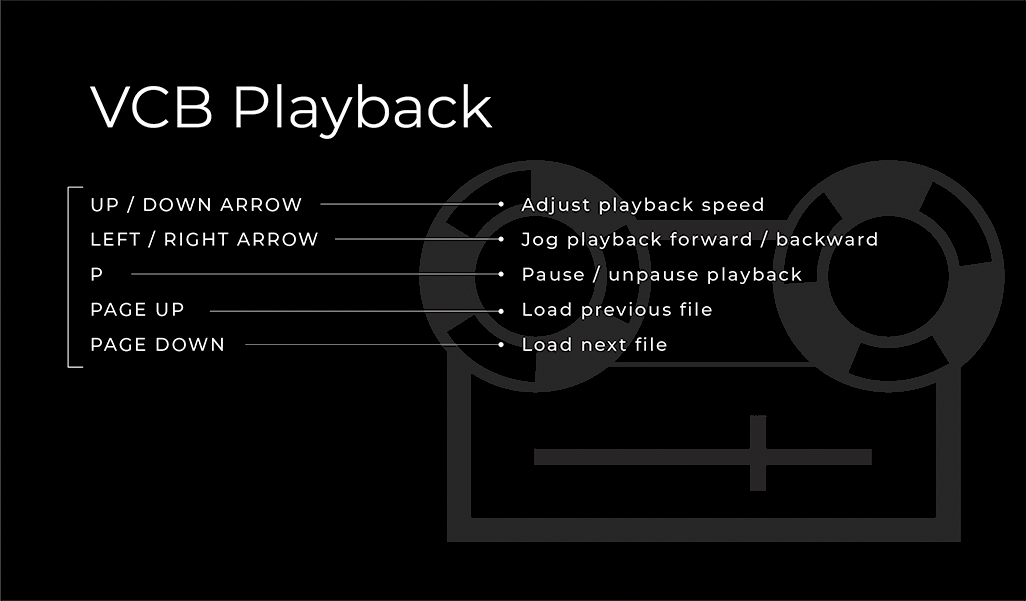 VCB Playback
UP / DOWN ARROW Adjust playback speed
LEFT / RIGHT ARROW Jog playback forward / backward
P Pause / unpause playback
PAGE UP Load previous file
PAGE DOWN Load next file